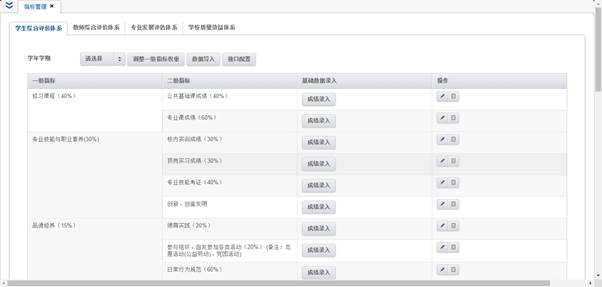 指标管理
学生综合评价体系 教师综合评价体系 专业发展评估体系 学校质量效益体系
学年学期 请选择 调整一级指标权重 数据导入 接口配置
一级指标 二级指标 基础数据录入 操作
修习课程（40%） 公共基础课成绩（40%） 成绩录入
专业课成绩（60%） 成绩录入
专业技能与职业素养(30%) 校内实训成绩（30%） 成绩录入
顶岗实习成绩（30%） 成绩录入
专业技能考证（40%） 成绩录入
创新、创造发明 成绩录入
品德修养（15%） 德育实践（20%） 成绩录入
参与组织、自发参加各类活动（20%）(备注：志
愿活动(公益劳动)、党团活动) 成绩录入
日常行为规范（60%） 成绩录入